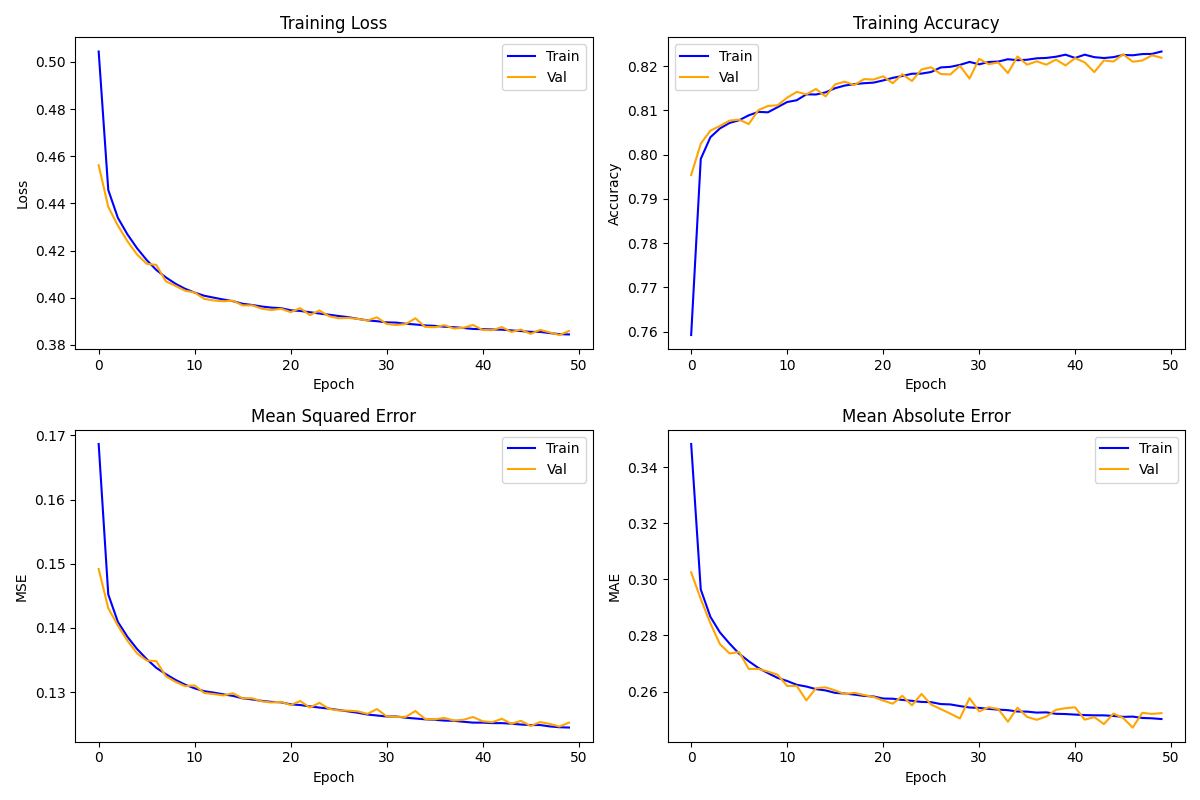 Training Loss
Loss
0.50
0.48
0.46
0.44
0.42
0.40
0.38
Train
Val
0 10 20 30 40 50
Epoch
Training Accuracy
Accuracy
0.82
0.81
0.80
0.79
0.78
0.77
0.76
Train
Val
0 10 20 30 40 50
Epoch
Mean Squared Error
MSE
0.17
0.16
0.15
0.14
0.13
Train
Val
0 10 20 30 40 50
Epoch
Mean Absolute Error
MAE
0.34
0.32
0.30
0.28
0.26
Train
Val
0 10 20 30 40 50
Epoch